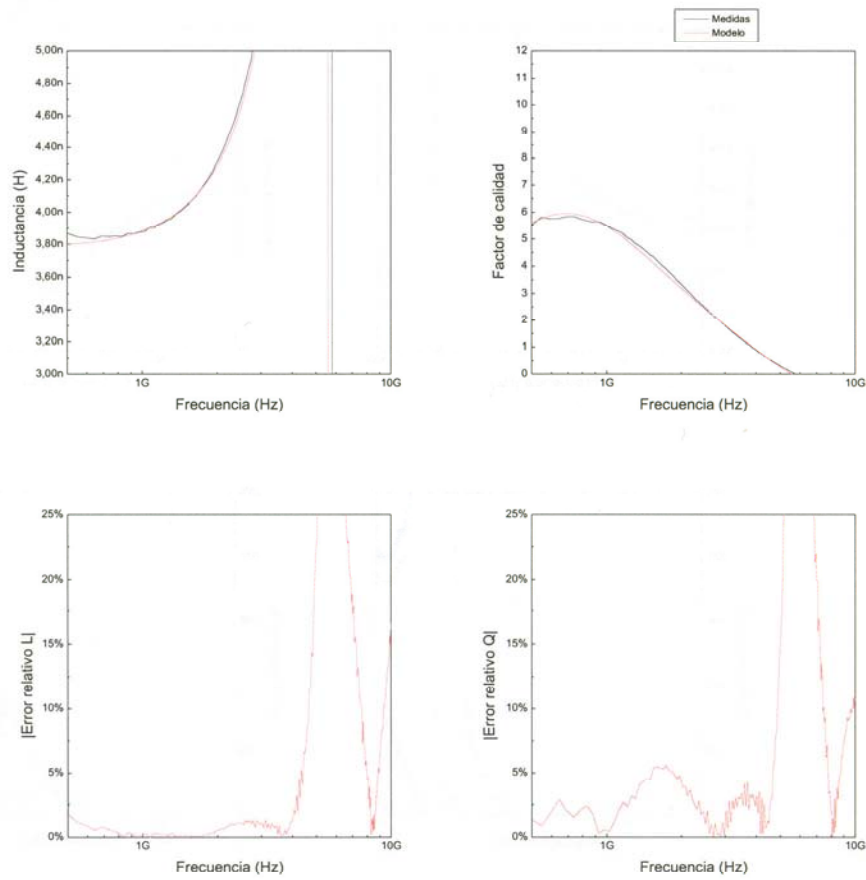 Medidas
Modelo
5,00n
4,80n
4,60n
4,40n
4,20n
4,00n
3,80n
3,60n
3,40n
3,20n
3,00n
Inductancia (H)
1G
10G
Frecuencia (Hz)
12
11
10
9
8
7
6
5
4
3
2
1
0
Factor de calidad
1G
10G
Frecuencia (Hz)
25%
20%
15%
10%
5%
0%
|Error relativo L|
1G
10G
Frecuencia (Hz)
25%
20%
15%
10%
5%
0%
|Error relativo Q|
1G
10G
Frecuencia (Hz)